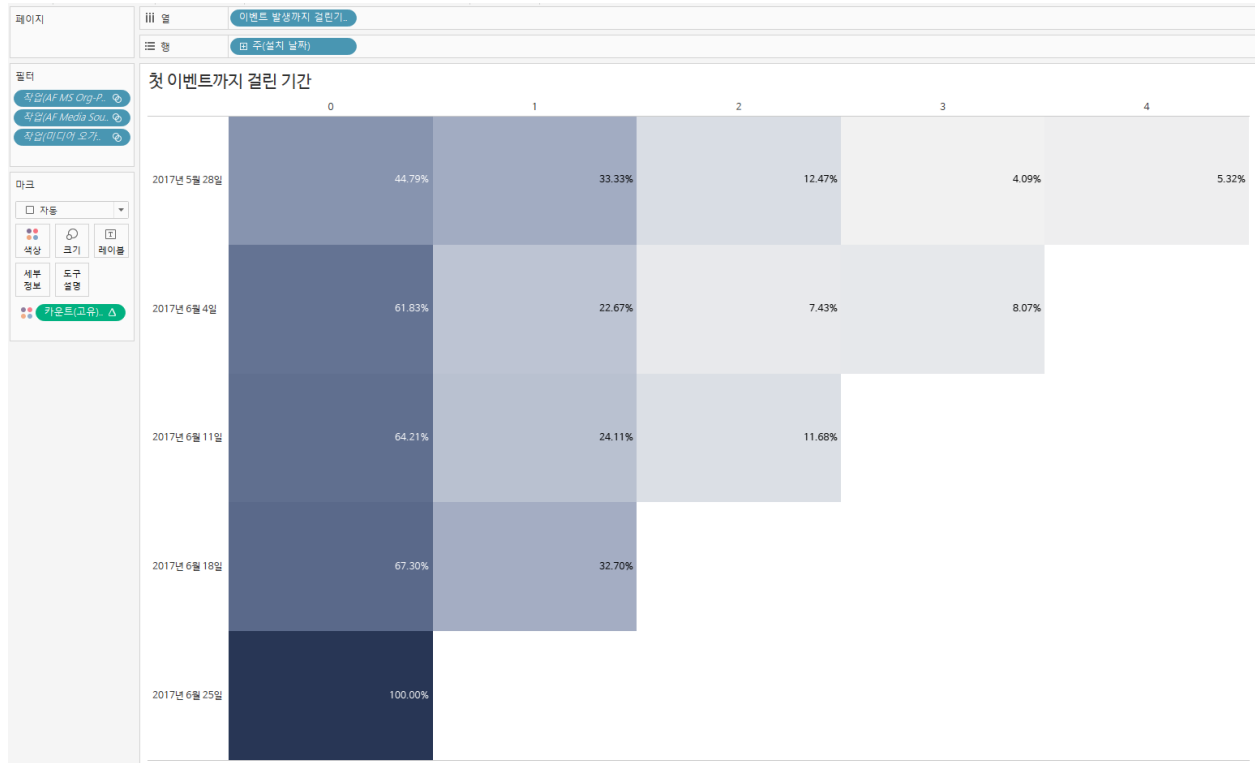 페이지
iii 열
이벤트 발생까지 걸린기..
행
주(설치 날짜)
필터
작업(AF MS Org-P..
작업(AF Media Sou..
작업(미디어 오가..
마크
자동
색상
크기
레이블
세부
정보
도구
설명
카운트(고유)..
첫 이벤트까지 걸린 기간
0 1 2 3 4
2017년 5월 28일 44.79% 33.33% 12.47% 4.09% 5.32%
2017년 6월 4일 61.83% 22.67% 7.43% 8.07%
2017년 6월 11일 64.21% 24.11% 11.68%
2017년 6월 18일 67.30% 32.70%
2017년 6월 25일 100.00%